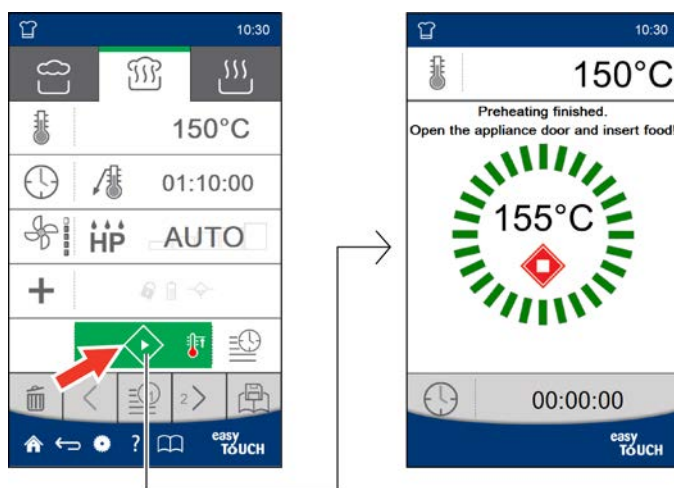 10:30
150°C
01:10:00
HP AUTO
1 2
?
easy
TOUCH
10:30
150°C
Preheating finished.
Open the appliance door and insert food!
155°C
00:00:00
easy
TOUCH